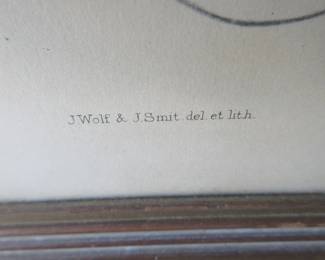 J Wolf & J. Smit. del. et lith.